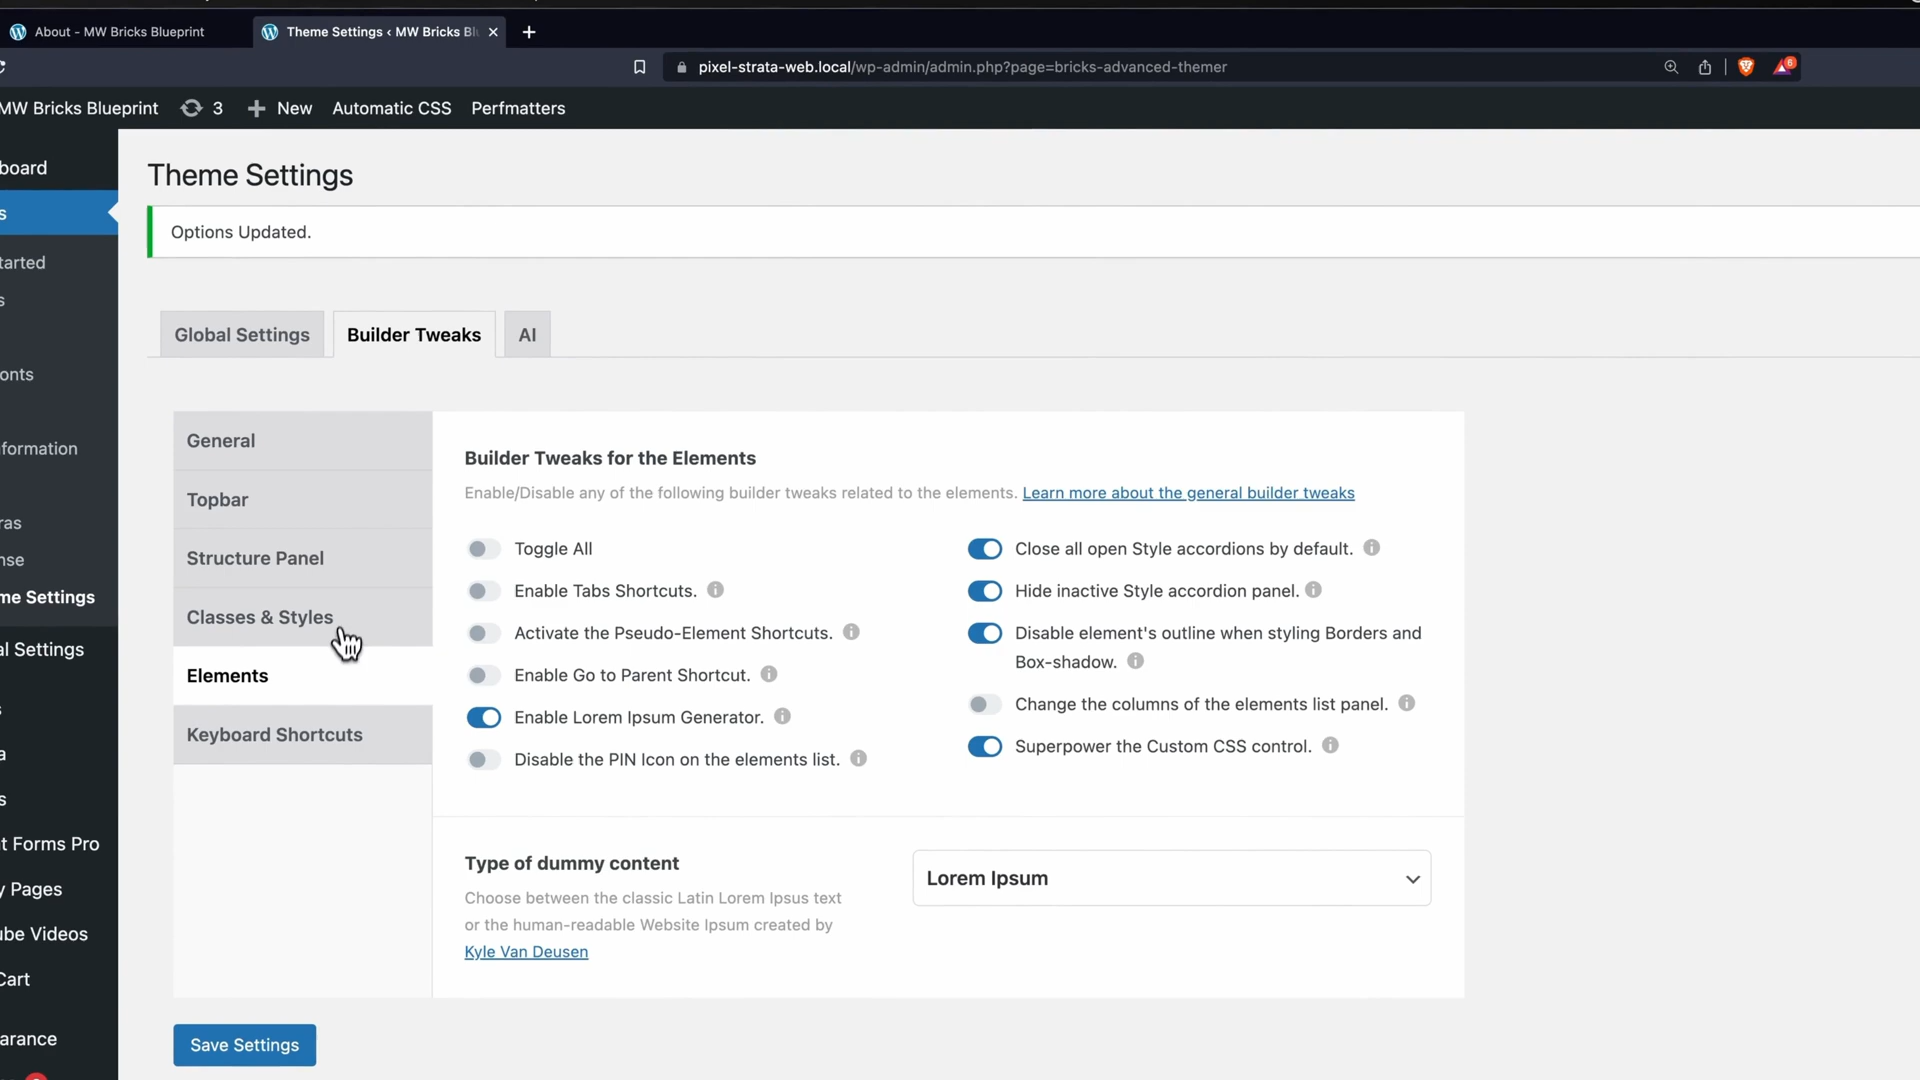 About - MW Bricks Blueprint
Theme Settings ‹ MW Bricks Bl
pixel-strata-web.local/wp-admin/admin.php?page=bricks-advanced-themer
6
MW Bricks Blueprint
3
New
Automatic CSS
Perfmatters
board
s
tarted
s
onts
formation
ras
nse
me Settings
al Settings
s
a
s
t Forms Pro
y Pages
ube Videos
Cart
arance
Theme Settings
Options Updated.
Global Settings
Builder Tweaks
AI
General
Topbar
Structure Panel
Classes & Styles
Elements
Keyboard Shortcuts
Builder Tweaks for the Elements
Enable/Disable any of the following builder tweaks related to the elements. Learn more about the general builder tweaks
Toggle All
Enable Tabs Shortcuts.
Activate the Pseudo-Element Shortcuts.
Enable Go to Parent Shortcut.
Enable Lorem Ipsum Generator.
Disable the PIN Icon on the elements list.
Close all open Style accordions by default.
Hide inactive Style accordion panel.
Disable element's outline when styling Borders and
Box-shadow.
Change the columns of the elements list panel.
Superpower the Custom CSS control.
Type of dummy content
Choose between the classic Latin Lorem Ipsus text
or the human-readable Website Ipsum created by
Kyle Van Deusen
Lorem Ipsum
Save Settings